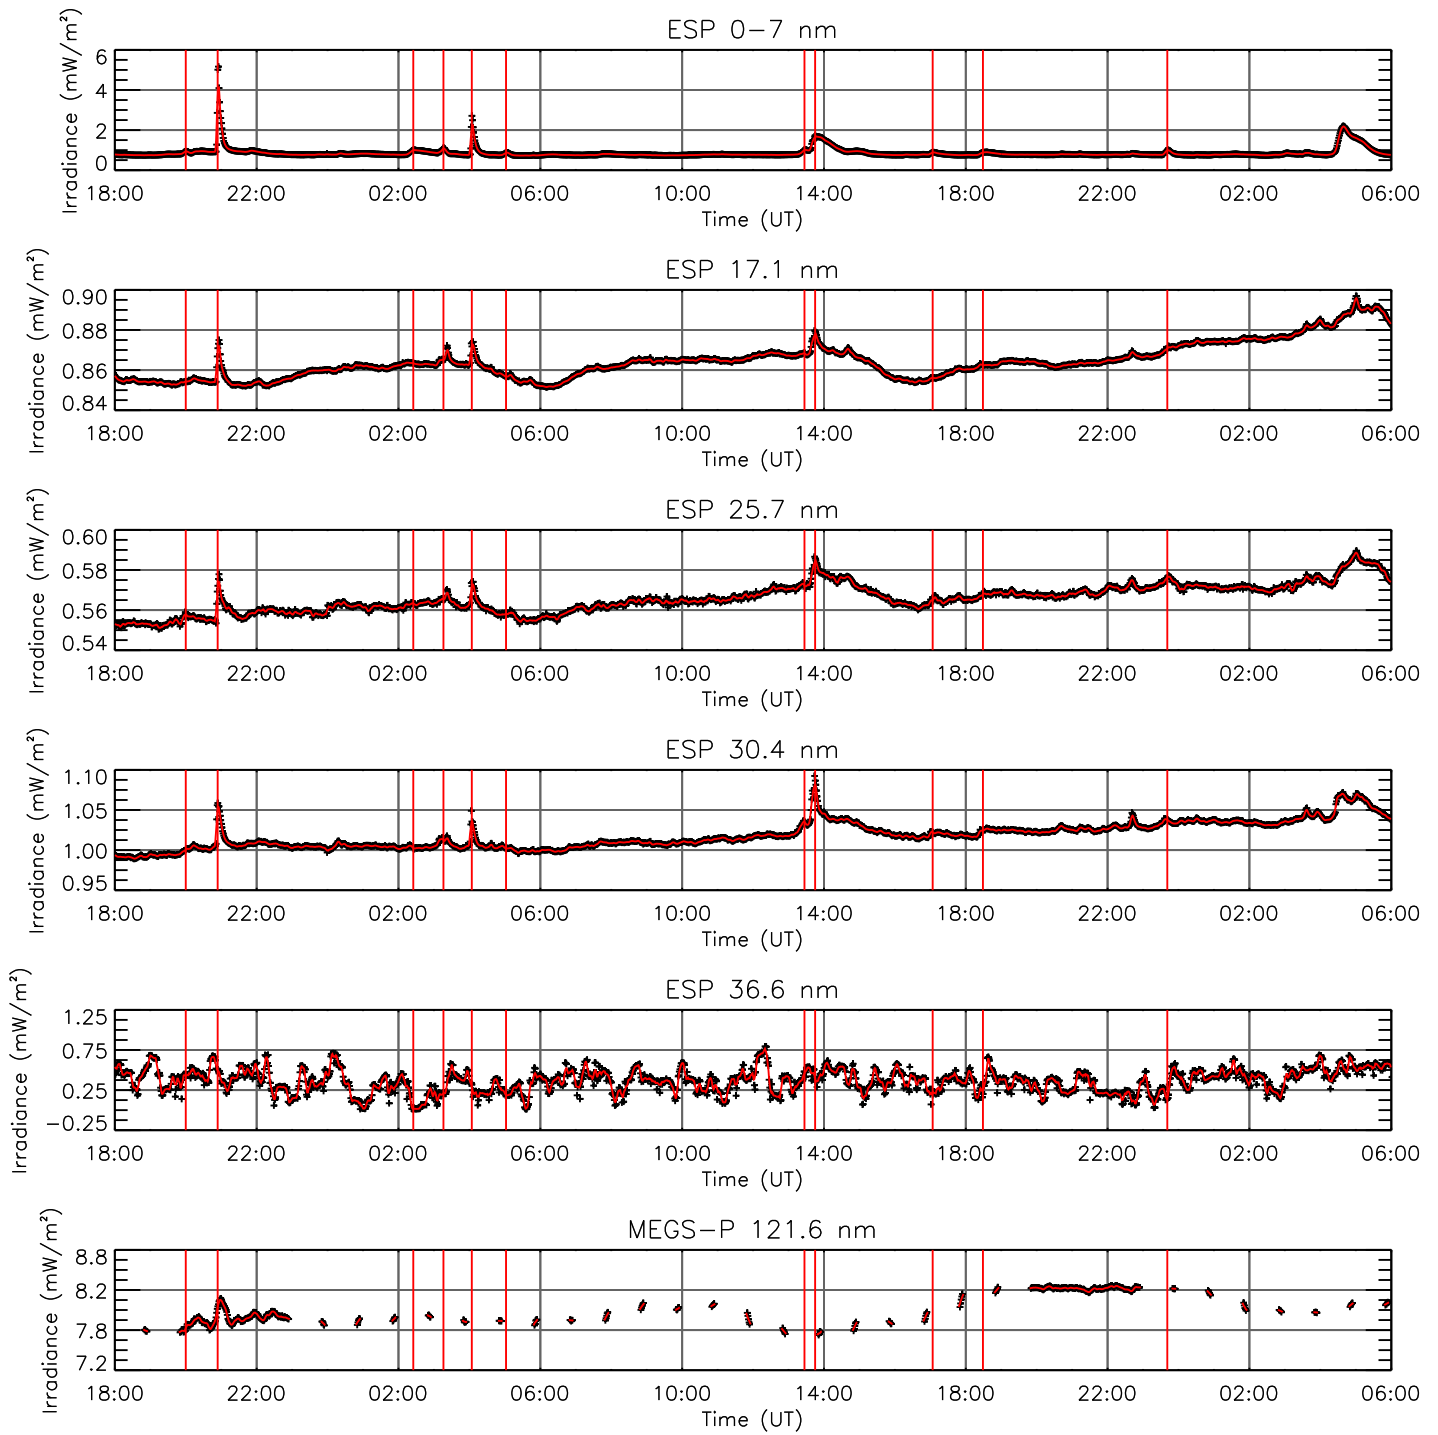 ESP 0-7 nm
Irradiance (mW/m²)
6
4
2
0
18:00 22:00 02:00 06:00 10:00 14:00 18:00 22:00 02:00 06:00
Time (UT)
ESP 17.1 nm
Irradiance (mW/m²)
0.90
0.88
0.86
0.84
18:00 22:00 02:00 06:00 10:00 14:00 18:00 22:00 02:00 06:00
Time (UT)
ESP 25.7 nm
Irradiance (mW/m²)
0.60
0.58
0.56
0.54
18:00 22:00 02:00 06:00 10:00 14:00 18:00 22:00 02:00 06:00
Time (UT)
ESP 30.4 nm
Irradiance (mW/m²)
1.10
1.05
1.00
0.95
18:00 22:00 02:00 06:00 10:00 14:00 18:00 22:00 02:00 06:00
Time (UT)
ESP 36.6 nm
Irradiance (mW/m²)
1.25
0.75
0.25
-0.25
18:00 22:00 02:00 06:00 10:00 14:00 18:00 22:00 02:00 06:00
Time (UT)
MEGS-P 121.6 nm
Irradiance (mW/m²)
8.8
8.2
7.8
7.2
18:00 22:00 02:00 06:00 10:00 14:00 18:00 22:00 02:00 06:00
Time (UT)